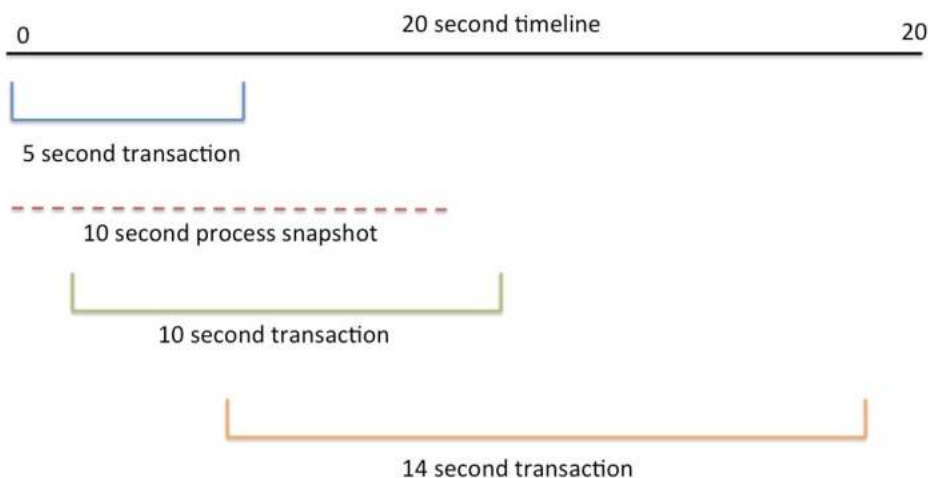 0
20 second timeline
20
5 second transaction
10 second process snapshot
10 second transaction
14 second transaction